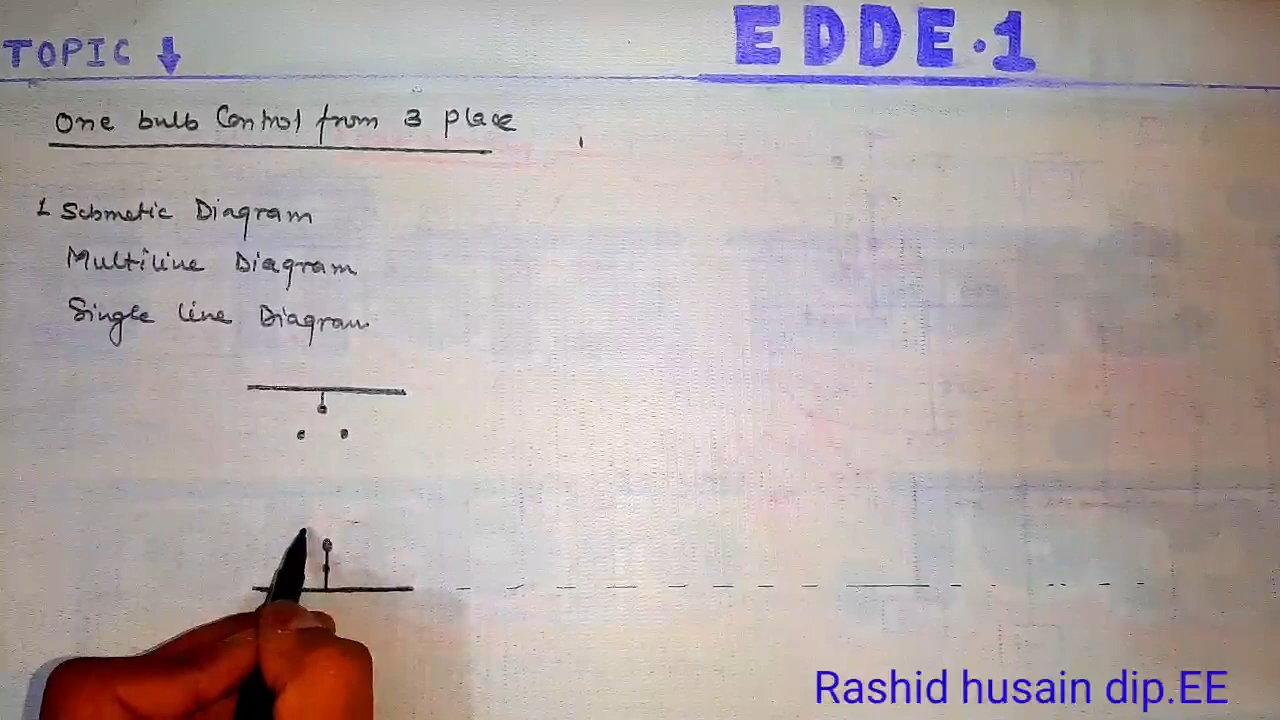 TOPIC ↓ EDDE.1
One bulb Control from 3 place
1 Scbmetic Diagram
Multiline Diagram
Single line Diagram
Rashid husain dip.EE